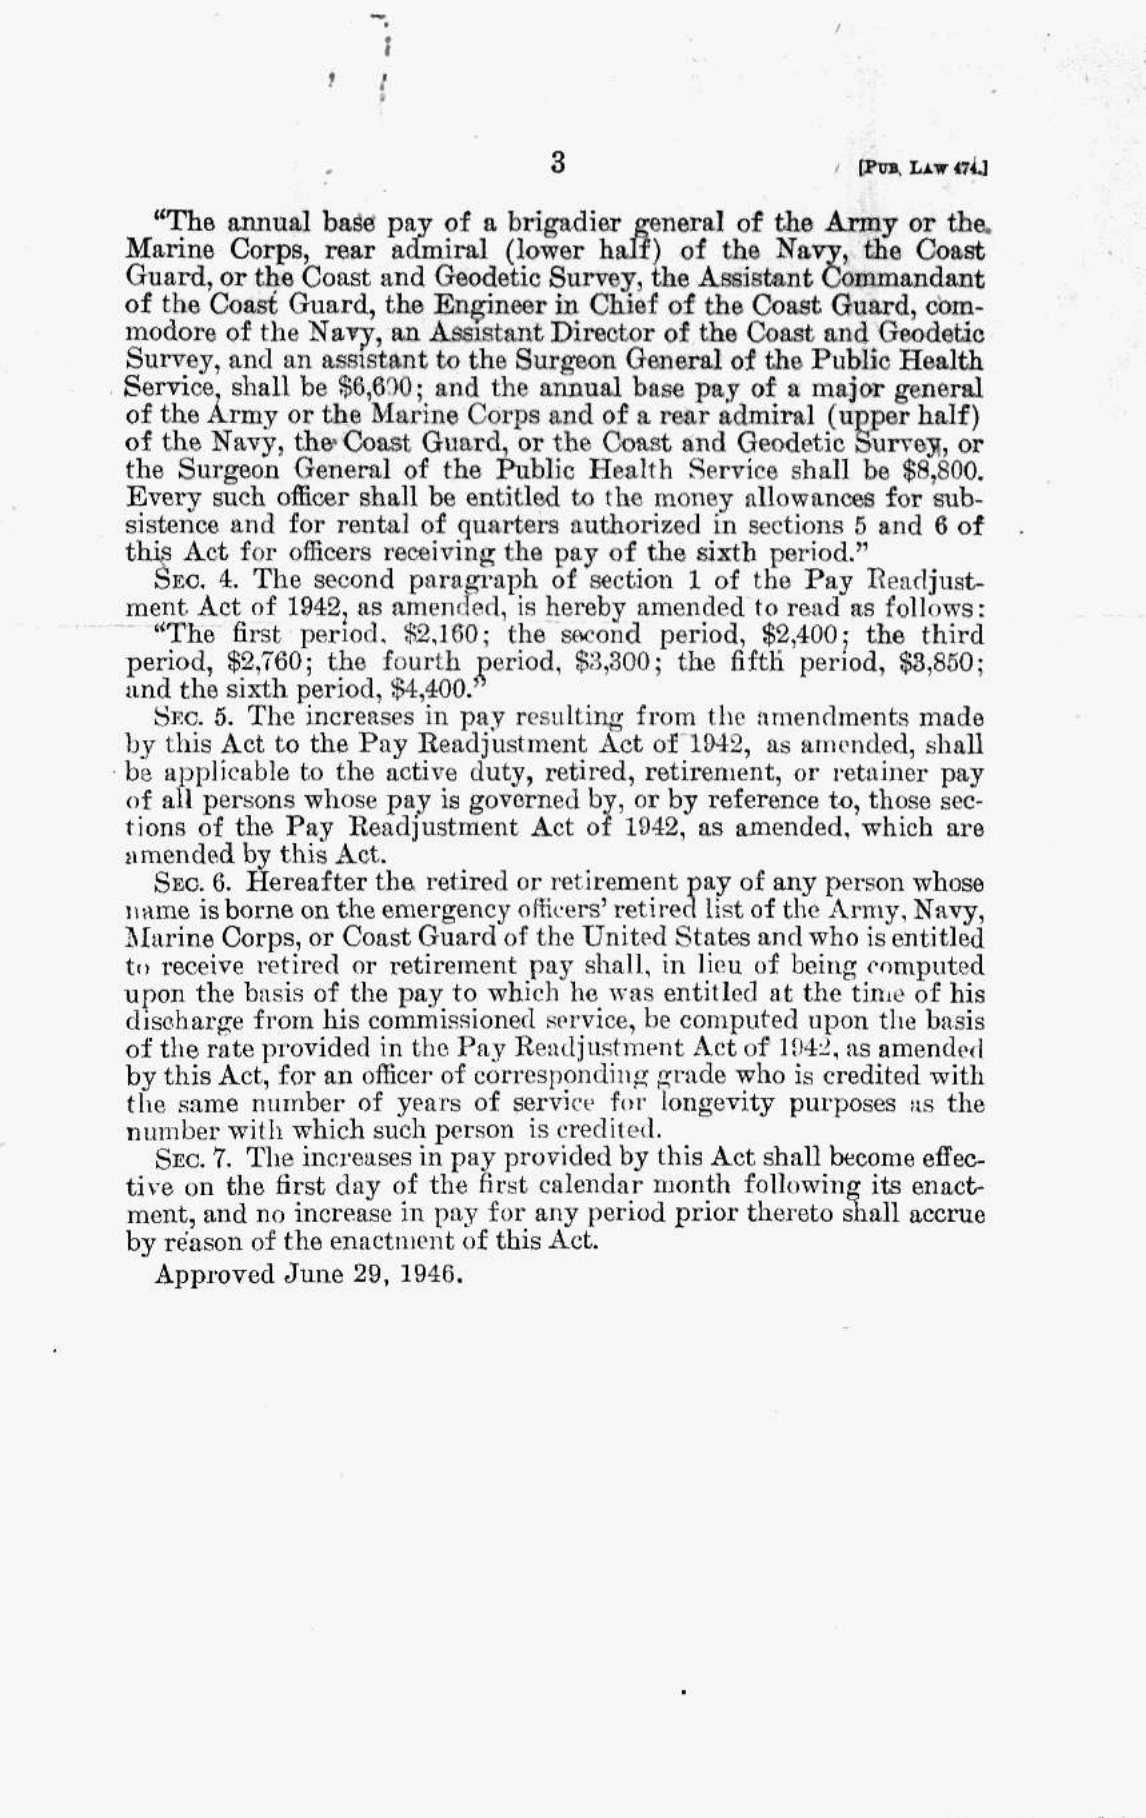 3
[PUB. LAW 474.]
“The annual base pay of a brigadier general of the Army or the
Marine Corps, rear admiral (lower half) of the Navy, the Coast
Guard, or the Coast and Geodetic Survey, the Assistant Commandant
of the Coast Guard, the Engineer in Chief of the Coast Guard, com-
modore of the Navy, an Assistant Director of the Coast and Geodetic
Survey, and an assistant to the Surgeon General of the Public Health
Service, shall be $6,600; and the annual base pay of a major general
of the Army or the Marine Corps and of a rear admiral (upper half)
of the Navy, the Coast Guard, or the Coast and Geodetic Survey, or
the Surgeon General of the Public Health Service shall be $8,800.
Every such officer shall be entitled to the money allowances for sub-
sistence and for rental of quarters authorized in sections 5 and 6 of
this Act for officers receiving the pay of the sixth period.”
SEC. 4. The second paragraph of section 1 of the Pay Readjust-
ment Act of 1942, as amended, is hereby amended to read as follows:
“The first period, $2,160; the second period, $2,400; the third
period, $2,760; the fourth period, $3,300; the fifth period, $3,850;
and the sixth period, $4,400.”
SEC. 5. The increases in pay resulting from the amendments made
by this Act to the Pay Readjustment Act of 1942, as amended, shall
be applicable to the active duty, retired, retirement, or retainer pay
of all persons whose pay is governed by, or by reference to, those sec-
tions of the Pay Readjustment Act of 1942, as amended, which are
amended by this Act.
SEC. 6. Hereafter the retired or retirement pay of any person whose
name is borne on the emergency officers’ retired list of the Army, Navy,
Marine Corps, or Coast Guard of the United States and who is entitled
to receive retired or retirement pay shall, in lieu of being computed
upon the basis of the pay to which he was entitled at the time of his
discharge from his commissioned service, be computed upon the basis
of the rate provided in the Pay Readjustment Act of 1942, as amended
by this Act, for an officer of corresponding grade who is credited with
the same number of years of service for longevity purposes as the
number with which such person is credited.
SEC. 7. The increases in pay provided by this Act shall become effec-
tive on the first day of the first calendar month following its enact-
ment, and no increase in pay for any period prior thereto shall accrue
by reason of the enactment of this Act.
Approved June 29, 1946.